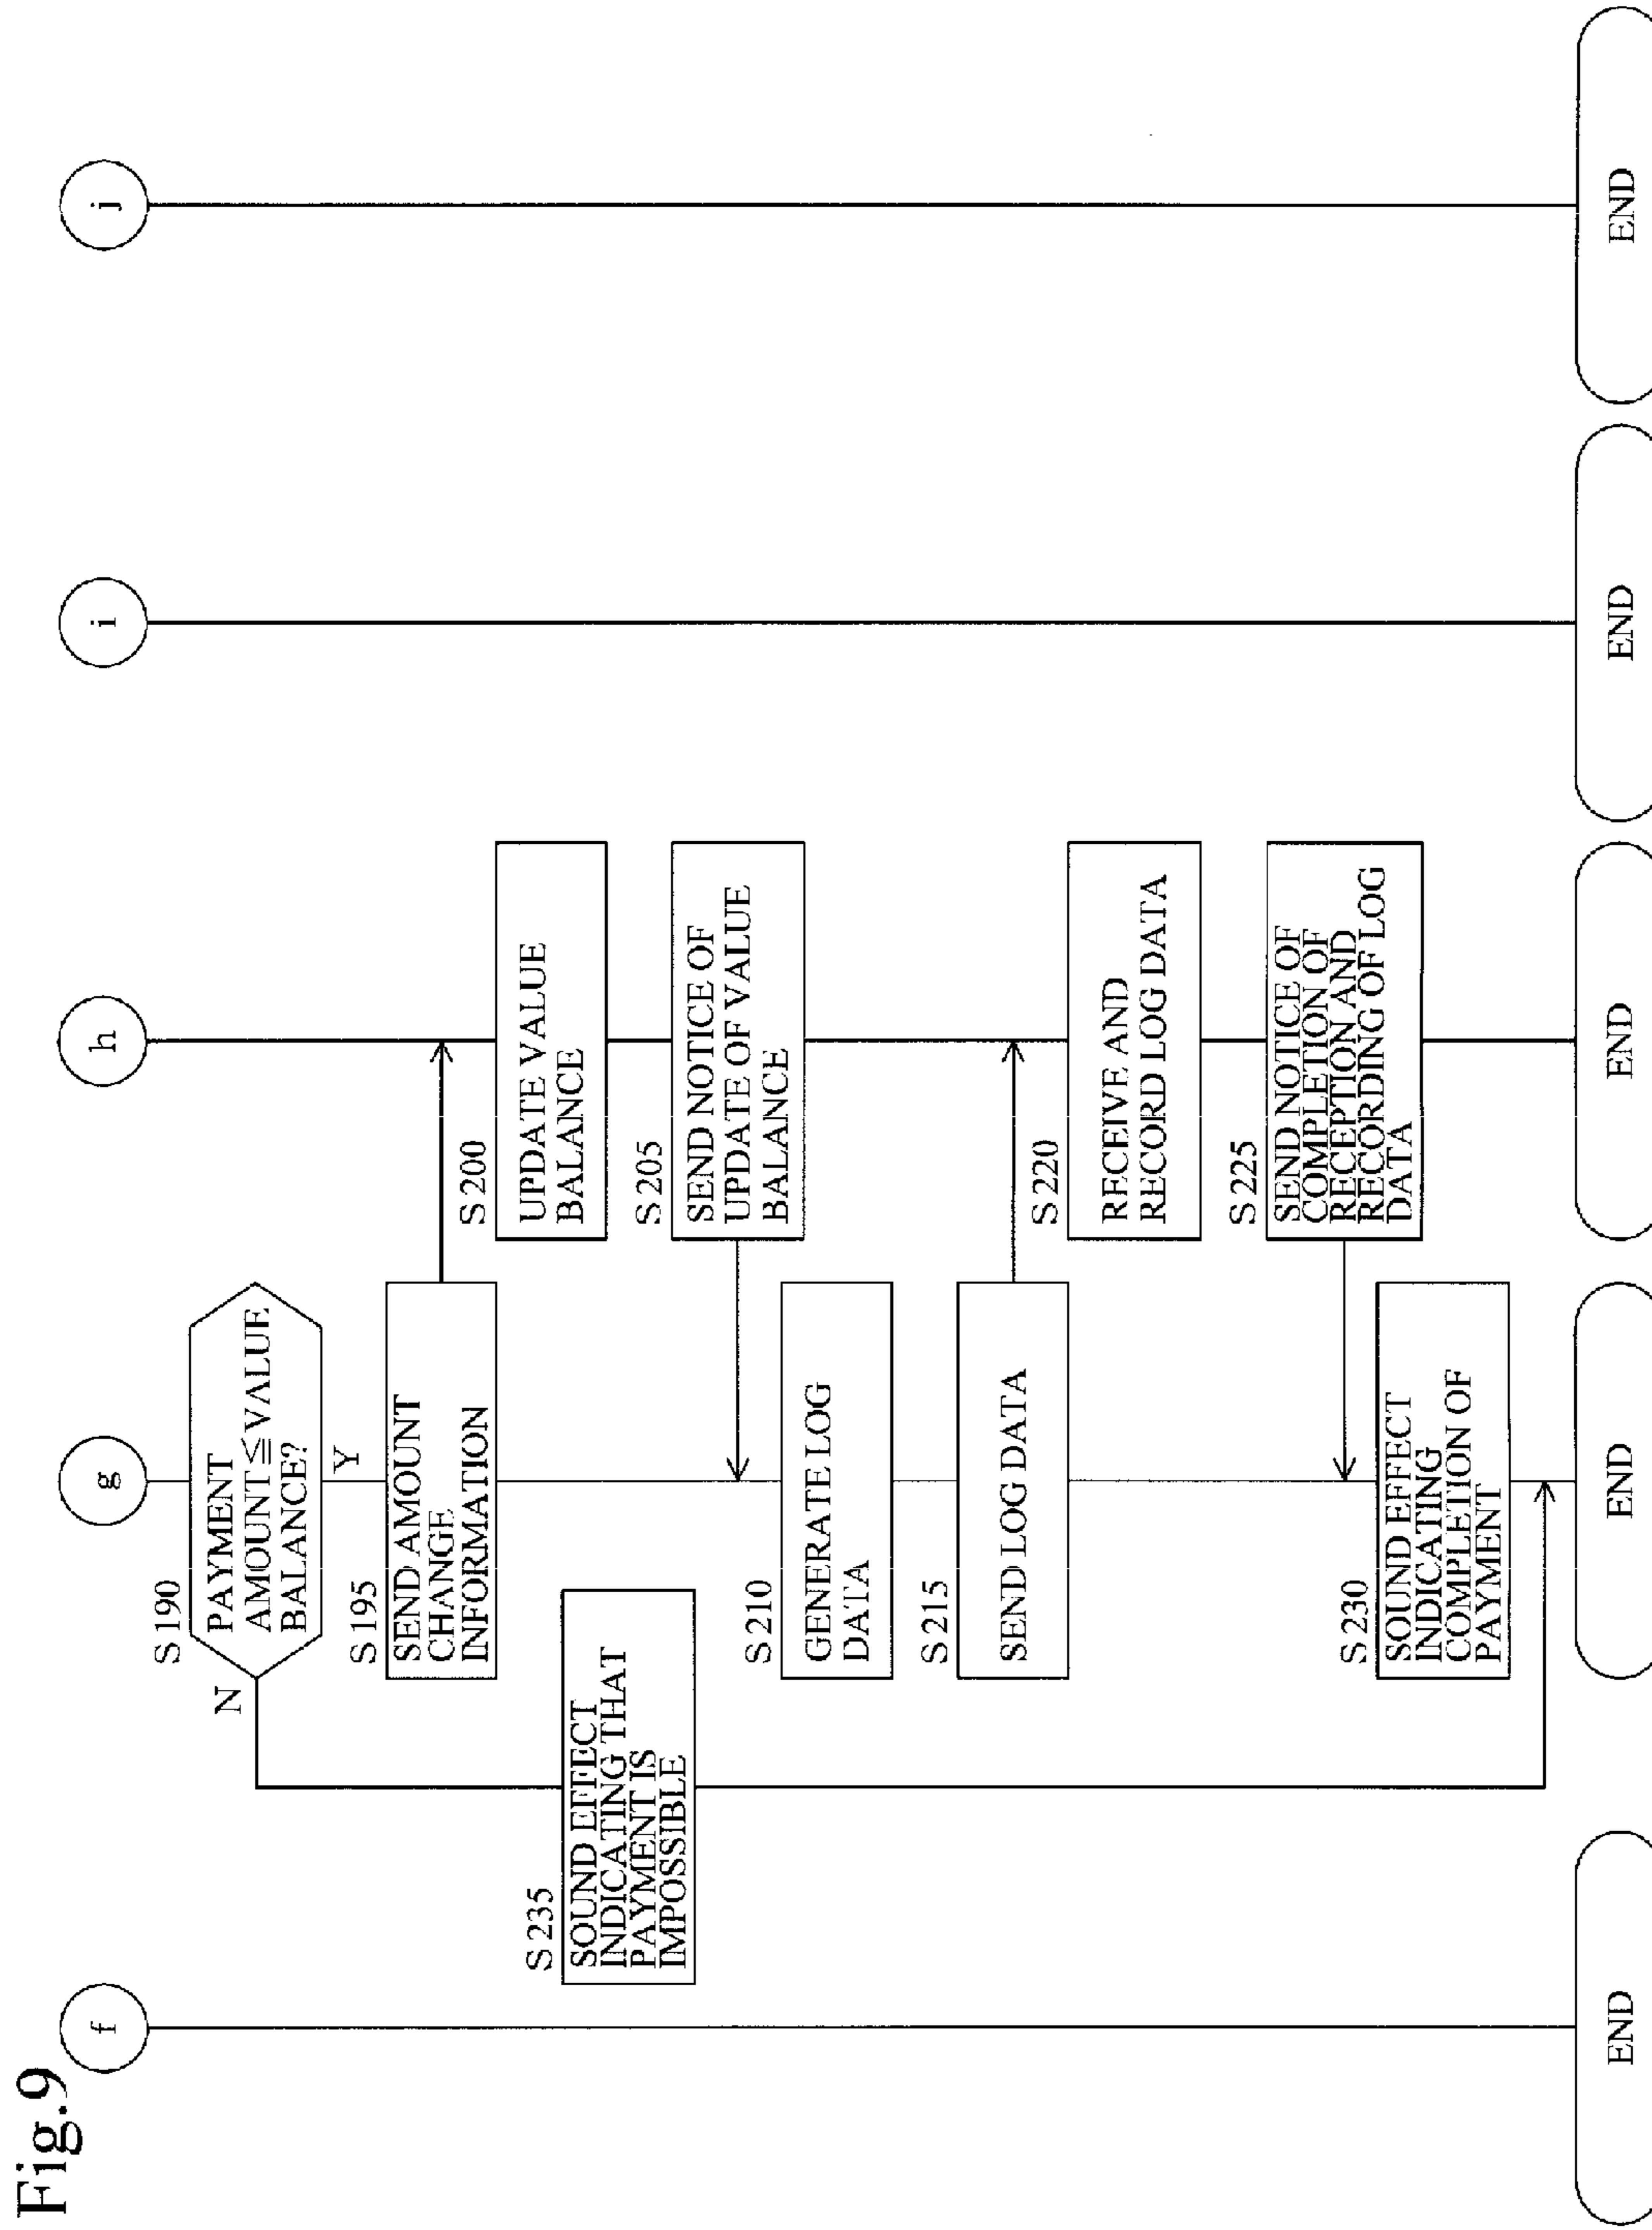 Fig.9
f
g
h
i
j
S 190
PAYMENT
AMOUNT≦VALUE
BALANCE?
N
Y
S 195
SEND AMOUNT
CHANGE
INFORMATION
S 200
UPDATE VALUE
BALANCE
S 235
SOUND EFFECT
INDICATING THAT
PAYMENT IS
IMPOSSIBLE
S 205
SEND NOTICE OF
UPDATE OF VALUE
BALANCE
S 210
GENERATE LOG
DATA
S 215
SEND LOG DATA
S 220
RECEIVE AND
RECORD LOG DATA
S 225
SEND NOTICE OF
COMPLETION OF
RECEPTION AND
RECORDING OF LOG
DATA
S 230
SOUND EFFECT
INDICATING
COMPLETION OF
PAYMENT
END
END
END
END
END